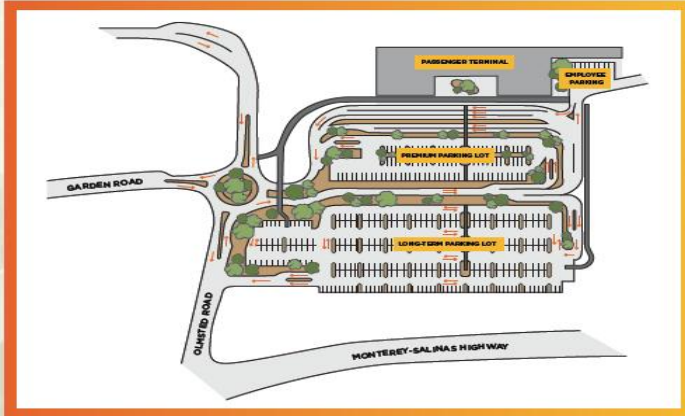 PASSENGER TERMINAL
EMPLOYEE
PARKING
PREMIUM PARKING LOT
GARDEN ROAD
LONG-TERM PARKING LOT
OLMSTED ROAD
MONTEREY-SALINAS HIGHWAY